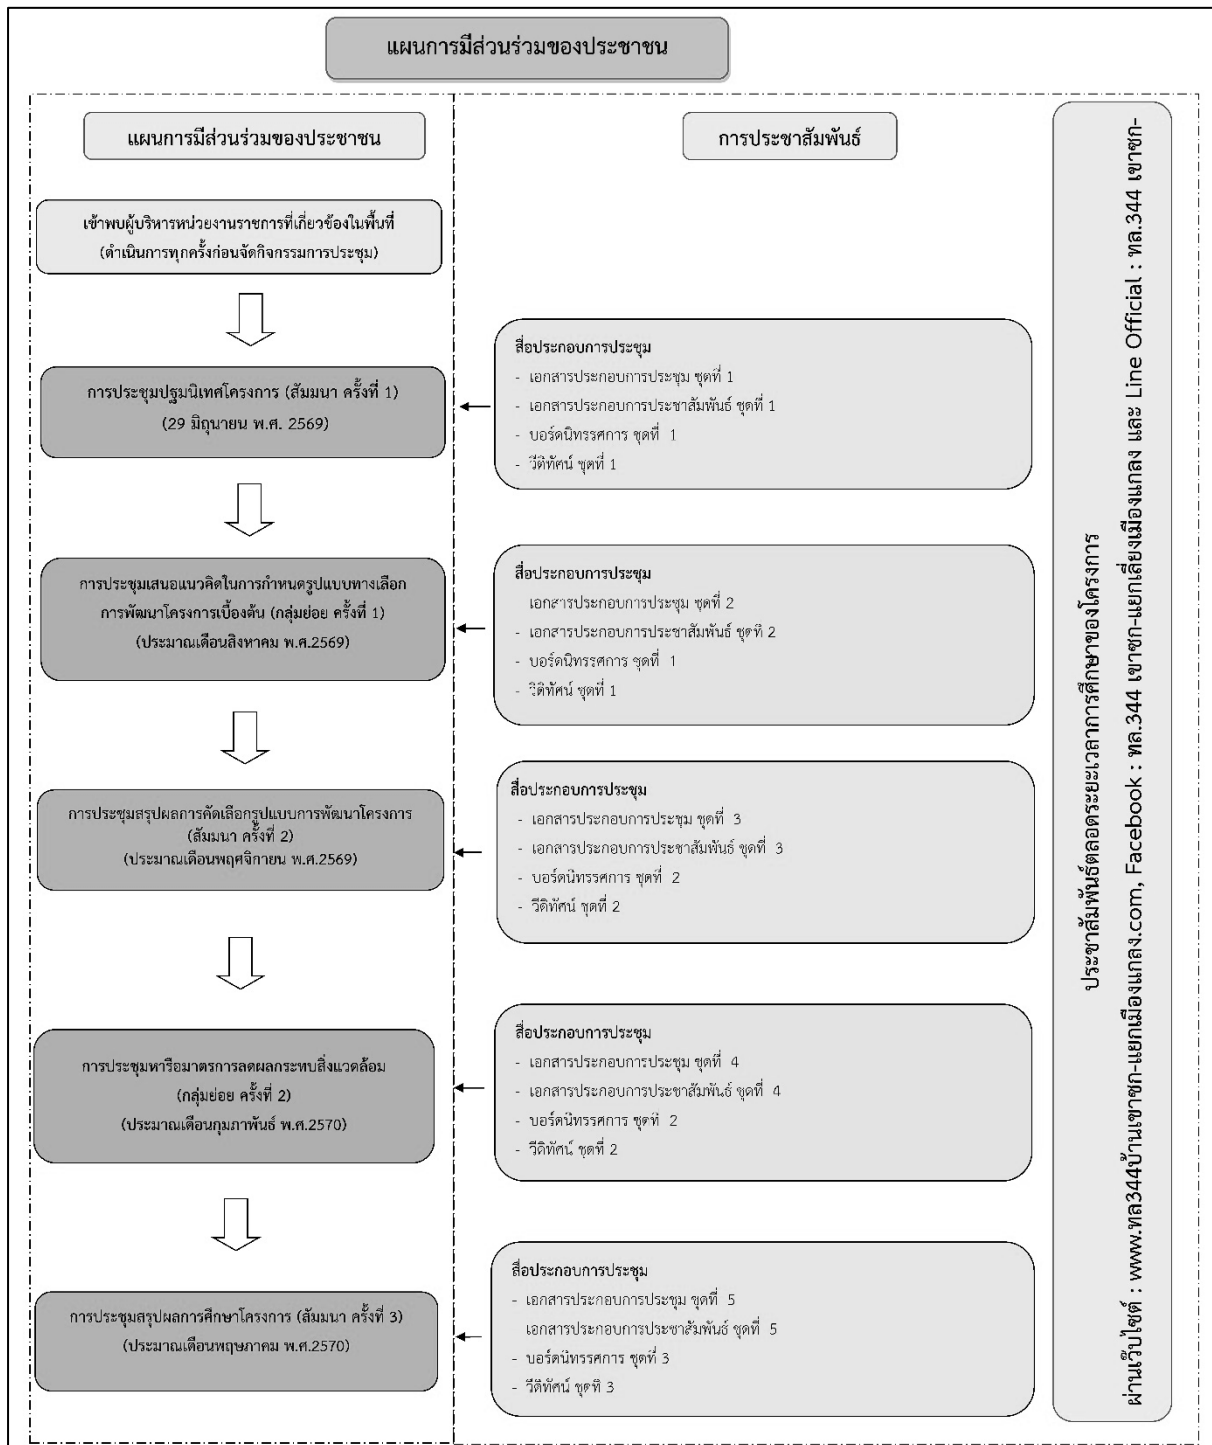 แผนการมีส่วนร่วมของประชาชน
แผนการมีส่วนร่วมของประชาชน
การประชาสัมพันธ์
เข้าพบผู้บริหารหน่วยงานราชการที่เกี่ยวข้องในพื้นที่
(ดำเนินการทุกครั้งก่อนจัดกิจกรรมการประชุม)
การประชุมปฐมนิเทศโครงการ (สัมมนา ครั้งที่ 1)
(29 มิถุนายน พ.ศ. 2569)
สื่อประกอบการประชุม
- เอกสารประกอบการประชุม ชุดที่ 1
- เอกสารประกอบการประชาสัมพันธ์ ชุดที่ 1
- บอร์ดนิทรรศการ ชุดที่ 1
- วีดิทัศน์ ชุดที่ 1
การประชุมเสนอแนวคิดในการกำหนดรูปแบบทางเลือก
การพัฒนาโครงการเบื้องต้น (กลุ่มย่อย ครั้งที่ 1)
(ประมาณเดือนสิงหาคม พ.ศ.2569)
สื่อประกอบการประชุม
เอกสารประกอบการประชุม ชุดที่ 2
- เอกสารประกอบการประชาสัมพันธ์ ชุดที่ 2
- บอร์ดนิทรรศการ ชุดที่ 1
- วีดิทัศน์ ชุดที่ 1
การประชุมสรุปผลการคัดเลือกรูปแบบการพัฒนาโครงการ
(สัมมนา ครั้งที่ 2)
(ประมาณเดือนพฤศจิกายน พ.ศ.2569)
สื่อประกอบการประชุม
- เอกสารประกอบการประชุม ชุดที่ 3
- เอกสารประกอบการประชาสัมพันธ์ ชุดที่ 3
- บอร์ดนิทรรศการ ชุดที่ 2
- วีดิทัศน์ ชุดที่ 2
การประชุมหารือมาตรการลดผลกระทบสิ่งแวดล้อม
(กลุ่มย่อย ครั้งที่ 2)
(ประมาณเดือนกุมภาพันธ์ พ.ศ.2570)
สื่อประกอบการประชุม
- เอกสารประกอบการประชุม ชุดที่ 4
- เอกสารประกอบการประชาสัมพันธ์ ชุดที่ 4
- บอร์ดนิทรรศการ ชุดที่ 2
- วีดิทัศน์ ชุดที่ 2
การประชุมสรุปผลการศึกษาโครงการ (สัมมนา ครั้งที่ 3)
(ประมาณเดือนพฤษภาคม พ.ศ.2570)
สื่อประกอบการประชุม
- เอกสารประกอบการประชุม ชุดที่ 5
เอกสารประกอบการประชาสัมพันธ์ ชุดที่ 5
- บอร์ดนิทรรศการ ชุดที่ 3
- วีดิทัศน์ ชุดที่ 3
ประชาสัมพันธ์ตลอดระยะเวลาการศึกษาของโครงการ
ผ่านเว็บไซต์ : www.ทล344บ้านเขาซก-แยกเมืองแกลง.com, Facebook : ทล.344 เขาซก-แยกเลี่ยงเมืองแกลง และ Line Official : ทล.344 เขาซก-